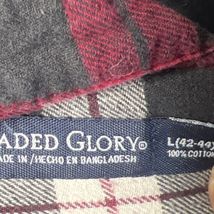 ADED GLORY®
ADE IN / HECHO EN BANGLADESH
L (42-44)
100% COTTON